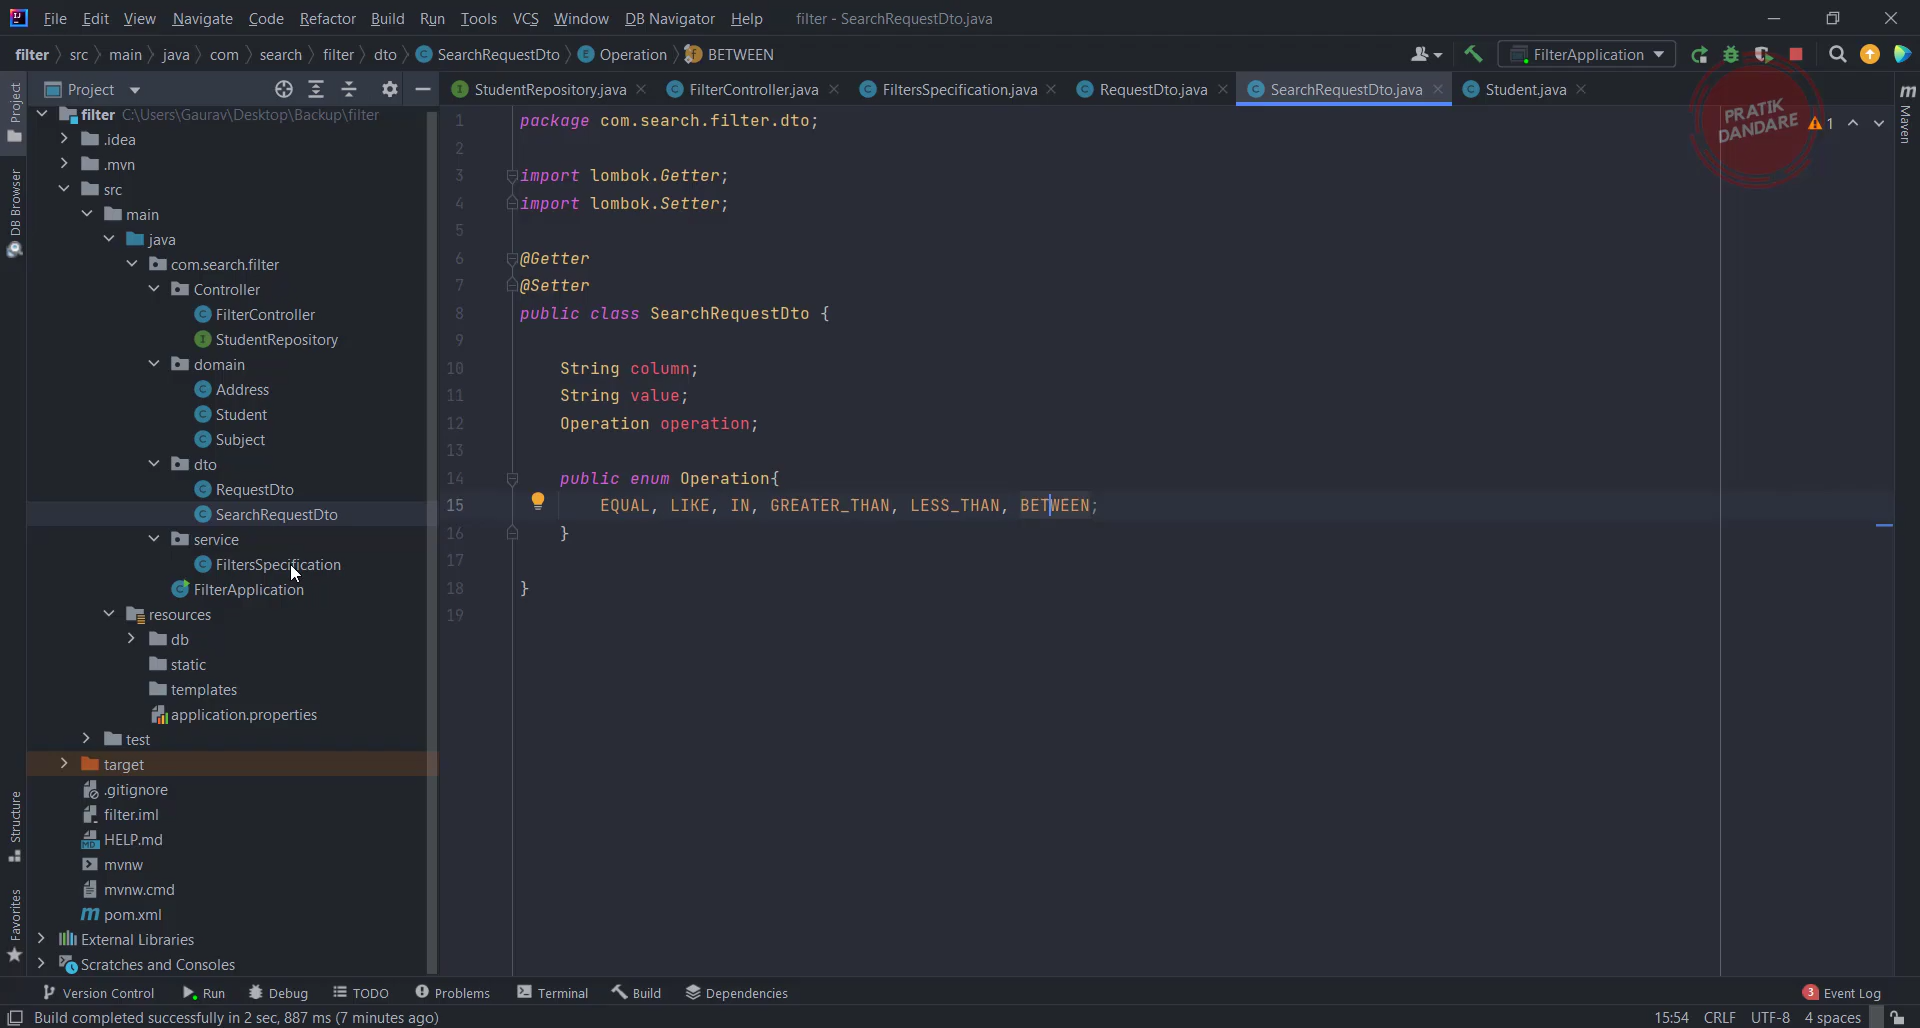 File Edit View Navigate Code Refactor Build Run Tools VCS Window DB Navigator Help filter - SearchRequestDto.java
filter src main java com search filter dto SearchRequestDto Operation BETWEEN FilterApplication
Project
StudentRepository.java FilterController.java FiltersSpecification.java RequestDto.java SearchRequestDto.java Student.java
Project
DB Browser
Structure
Favorites
filter C:\Users\Gaurav\Desktop\Backup\filter
.idea
.mvn
src
main
java
com.search.filter
Controller
FilterController
StudentRepository
domain
Address
Student
Subject
dto
RequestDto
SearchRequestDto
service
FiltersSpecification
FilterApplication
resources
db
static
templates
application.properties
test
target
.gitignore
filter.iml
HELP.md
mvnw
mvnw.cmd
pom.xml
External Libraries
Scratches and Consoles
1 package com.search.filter.dto;
2
3 import lombok.Getter;
4 import lombok.Setter;
5
6 @Getter
7 @Setter
8 public class SearchRequestDto {
9
10 String column;
11 String value;
12 Operation operation;
13
14 public enum Operation{
15 EQUAL, LIKE, IN, GREATER_THAN, LESS_THAN, BETWEEN;
16 }
17
18 }
19
PRATIK
DANDARE
1
Maven
Version Control Run Debug TODO Problems Terminal Build Dependencies 3 Event Log
Build completed successfully in 2 sec, 887 ms (7 minutes ago) 15:54 CRLF UTF-8 4 spaces